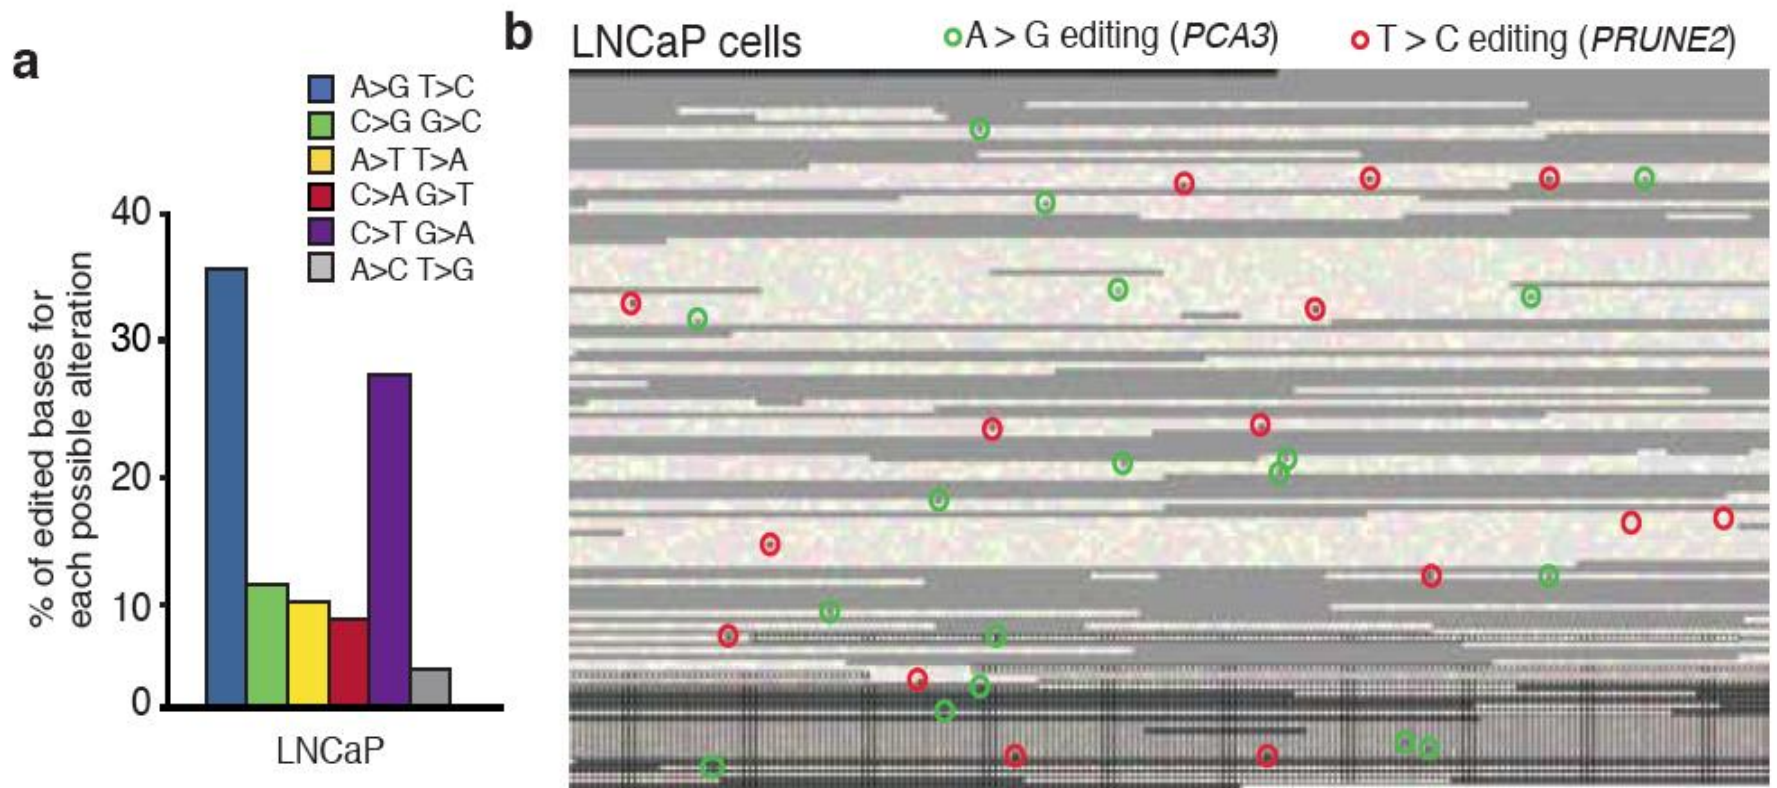 a
A>G T>C
C>G G>C
A>T T>A
C>A G>T
C>T G>A
A>C T>G
% of edited bases for
each possible alteration
40
30
20
10
0
LNCaP
b
LNCaP cells
A > G editing (PCA3)
T > C editing (PRUNE2)